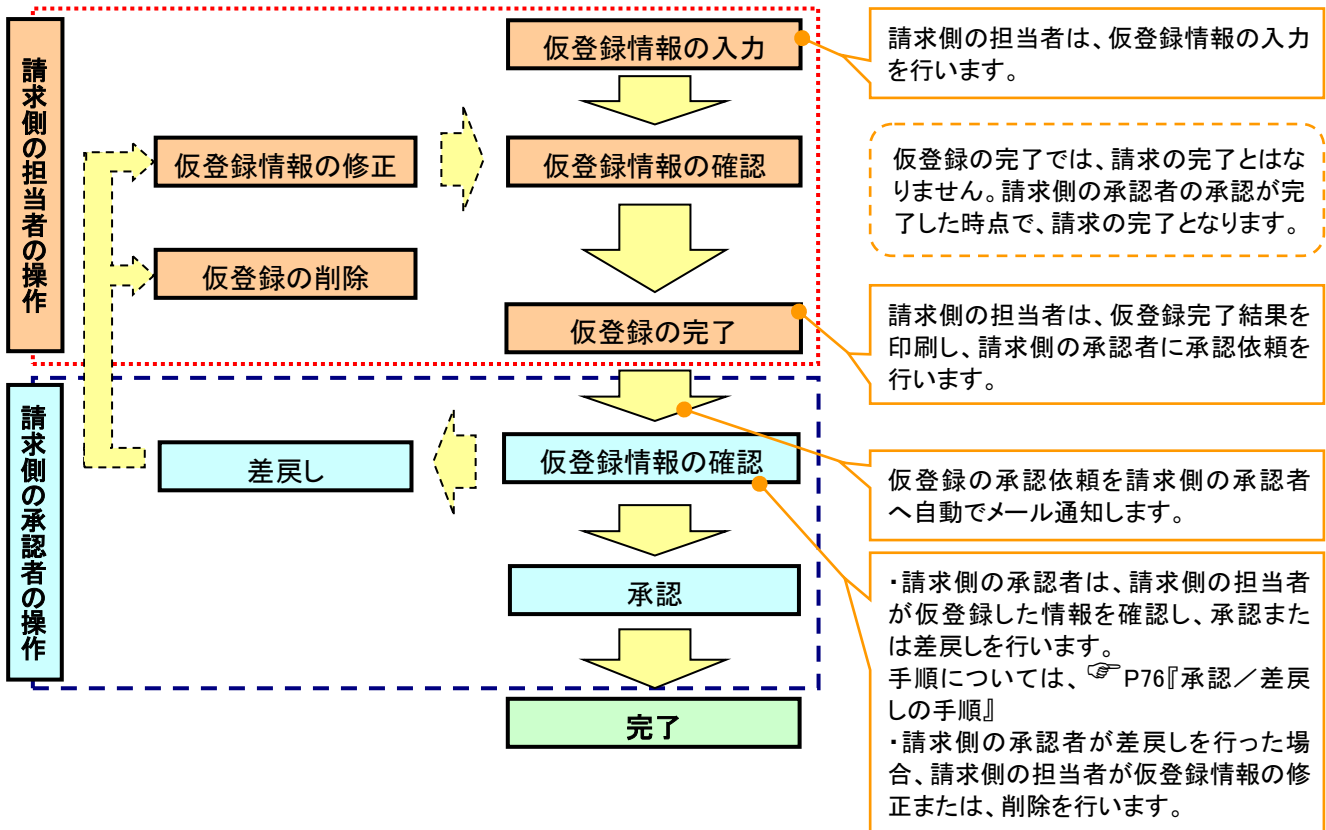 請求側の担当者の操作
仮登録情報の入力
仮登録情報の修正
仮登録情報の確認
仮登録の削除
仮登録の完了
請求側の承認者の操作
差戻し
仮登録情報の確認
承認
完了
請求側の担当者は、仮登録情報の入力
を行います。
仮登録の完了では、請求の完了とはな
りません。請求側の承認者の承認が完
了した時点で、請求の完了となります。
請求側の担当者は、仮登録完了結果を
印刷し、請求側の承認者に承認依頼を
行います。
仮登録の承認依頼を請求側の承認者
へ自動でメール通知します。
・請求側の承認者は、請求側の担当者
が仮登録した情報を確認し、承認また
は差戻しを行います。
手順については、☞P76『承認／差戻
しの手順』
・請求側の承認者が差戻しを行った場
合、請求側の担当者が仮登録情報の修
正または、削除を行います。